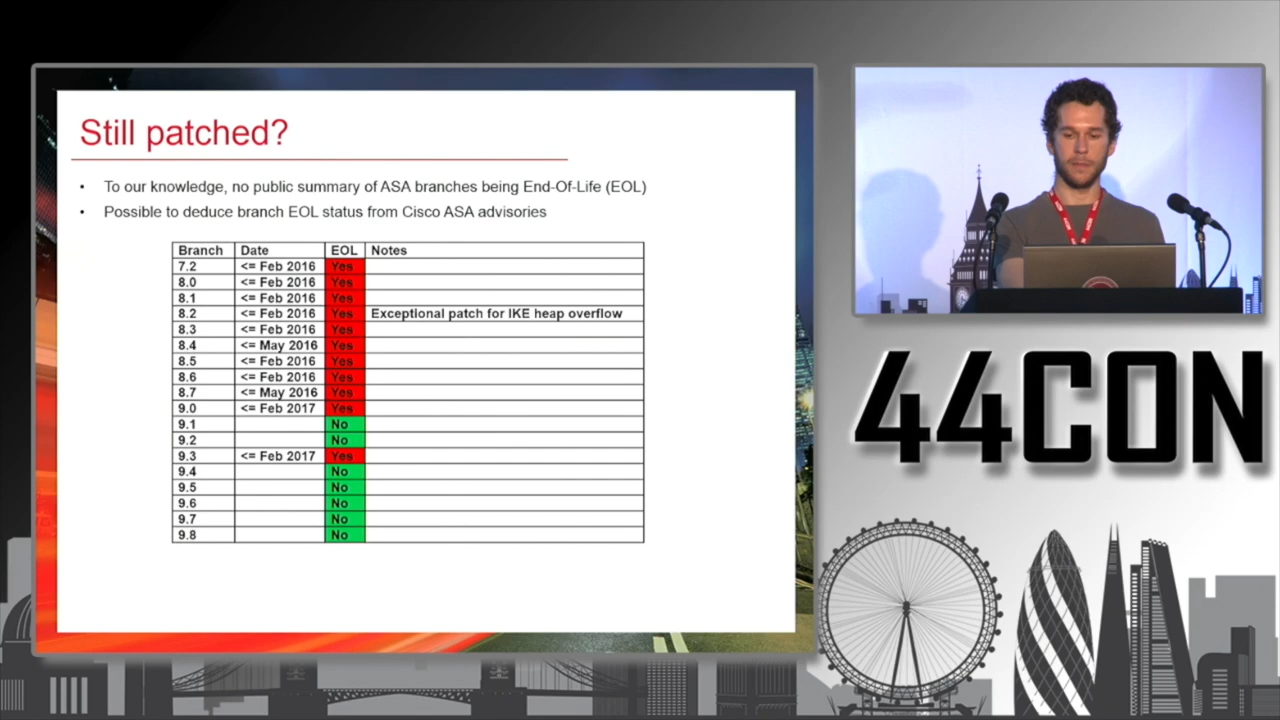 Still patched?
• To our knowledge, no public summary of ASA branches being End-Of-Life (EOL)
• Possible to deduce branch EOL status from Cisco ASA advisories
Branch Date EOL Notes
7.2 <= Feb 2016 Yes
8.0 <= Feb 2016 Yes
8.1 <= Feb 2016 Yes
8.2 <= Feb 2016 Yes Exceptional patch for IKE heap overflow
8.3 <= Feb 2016 Yes
8.4 <= May 2016 Yes
8.5 <= Feb 2016 Yes
8.6 <= Feb 2016 Yes
8.7 <= May 2016 Yes
9.0 <= Feb 2017 Yes
9.1 No
9.2 No
9.3 <= Feb 2017 Yes
9.4 No
9.5 No
9.6 No
9.7 No
9.8 No
44CON